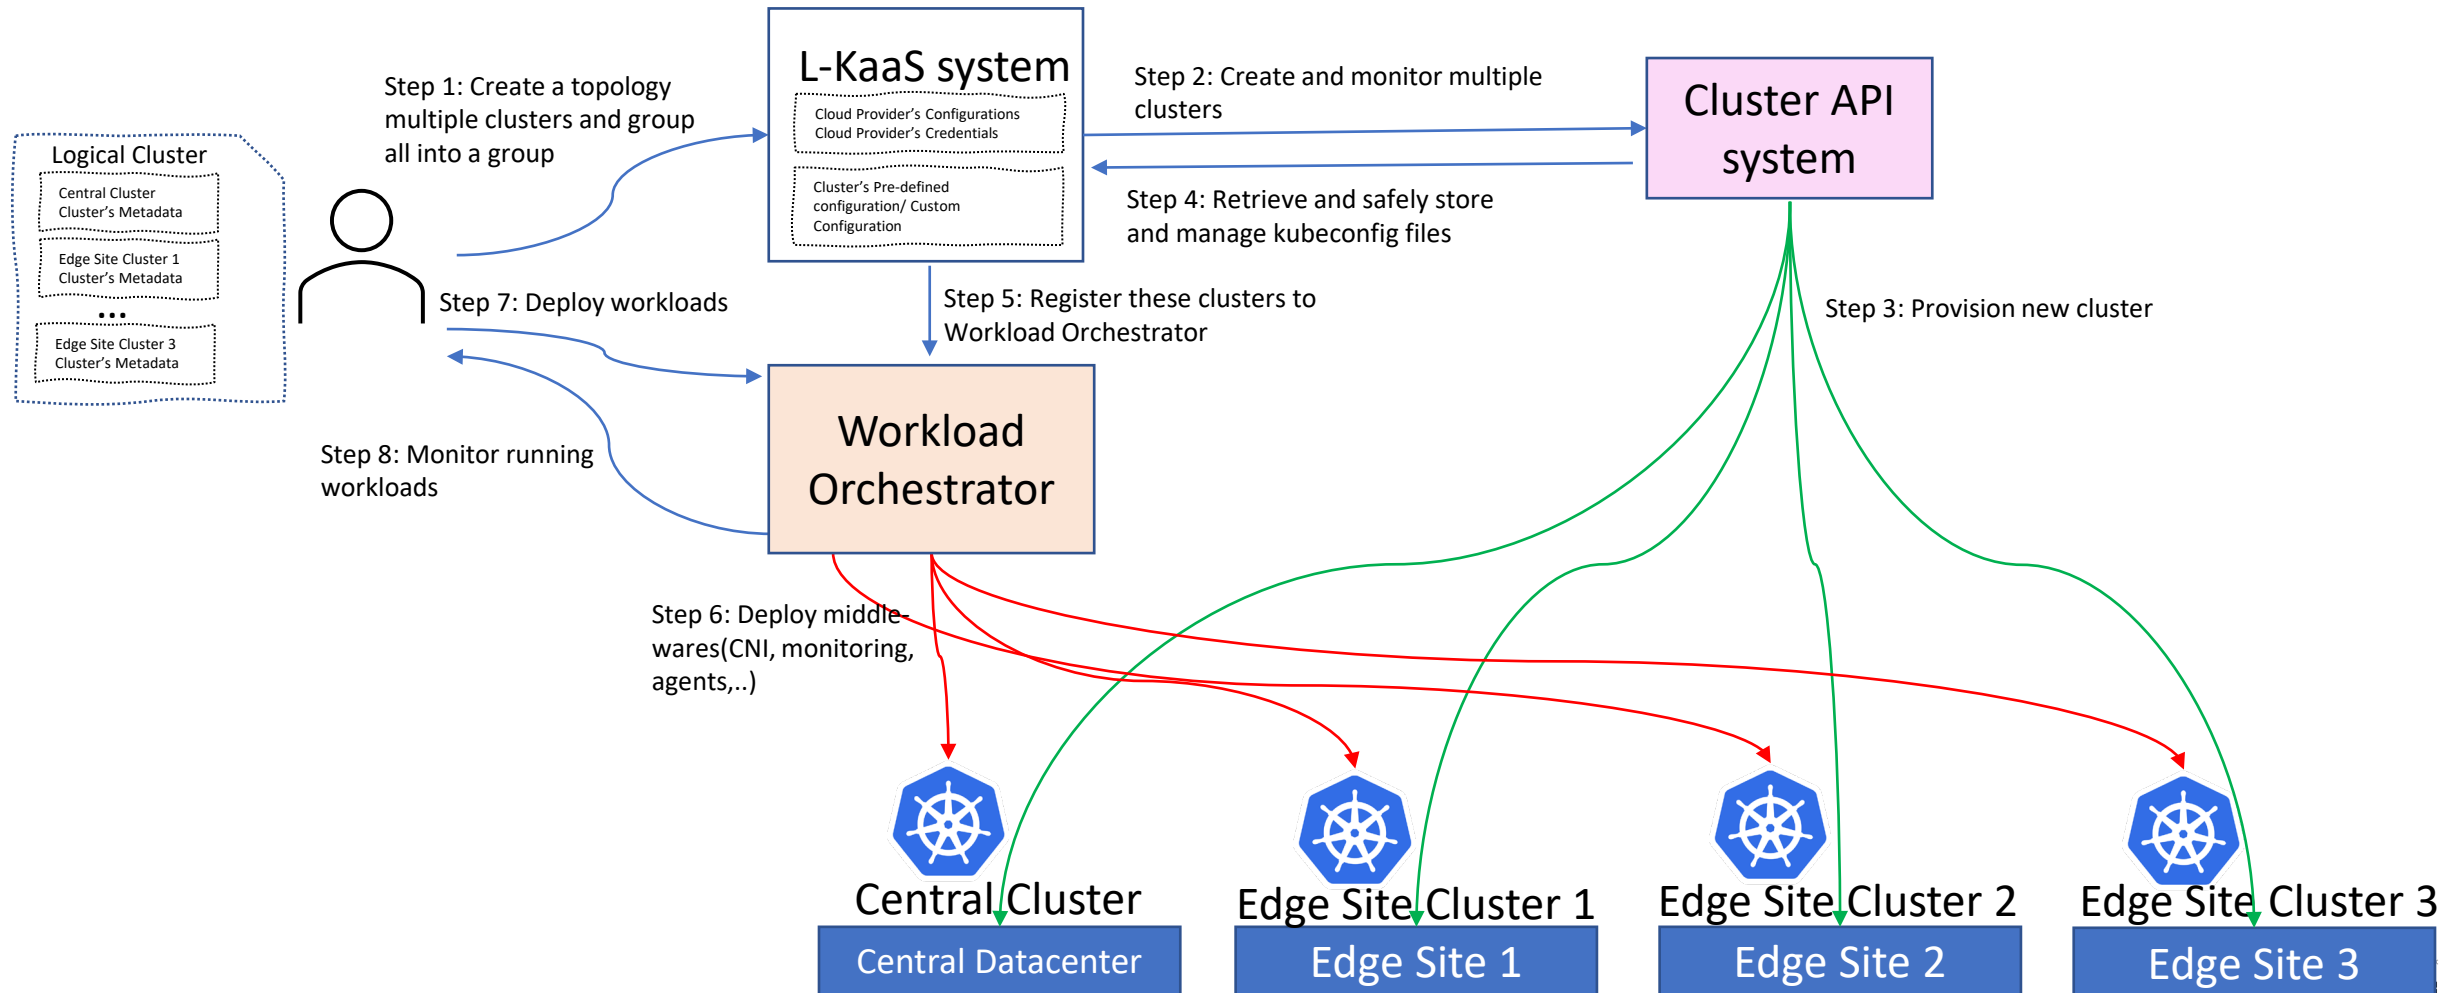 L-KaaS system
Cloud Provider's Configurations
Cloud Provider's Credentials
Cluster's Pre-defined
configuration/ Custom
Configuration
Step 1: Create a topology
multiple clusters and group
all into a group
Step 2: Create and monitor multiple
clusters
Cluster API
system
Step 4: Retrieve and safely store
and manage kubeconfig files
Logical Cluster
Central Cluster
Cluster's Metadata
Edge Site Cluster 1
Cluster's Metadata
...
Edge Site Cluster 3
Cluster's Metadata
Step 7: Deploy workloads
Step 5: Register these clusters to
Workload Orchestrator
Step 3: Provision new cluster
Workload
Orchestrator
Step 8: Monitor running
workloads
Step 6: Deploy middle-
wares(CNI, monitoring,
agents,..)
Central Cluster
Edge Site Cluster 1
Edge Site Cluster 2
Edge Site Cluster 3
Central Datacenter
Edge Site 1
Edge Site 2
Edge Site 3